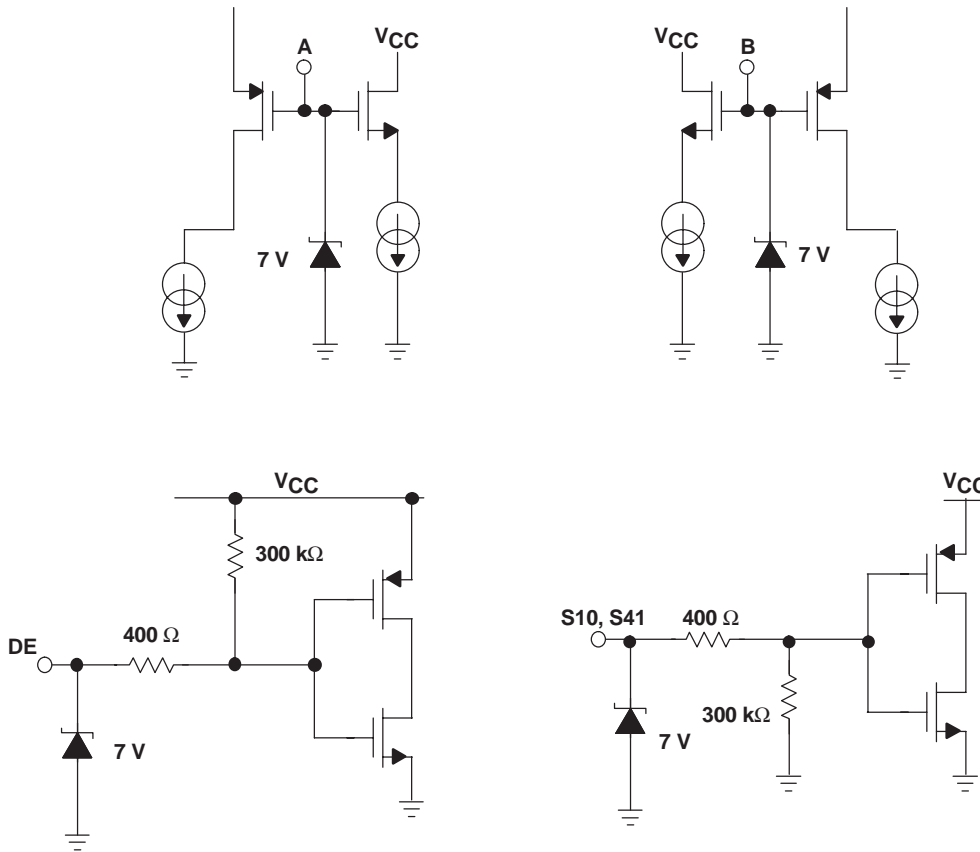 A
VCC
7 V
VCC
B
7 V
VCC
300 kΩ
400 Ω
DE
7 V
VCC
S10, S41
400 Ω
300 kΩ
7 V